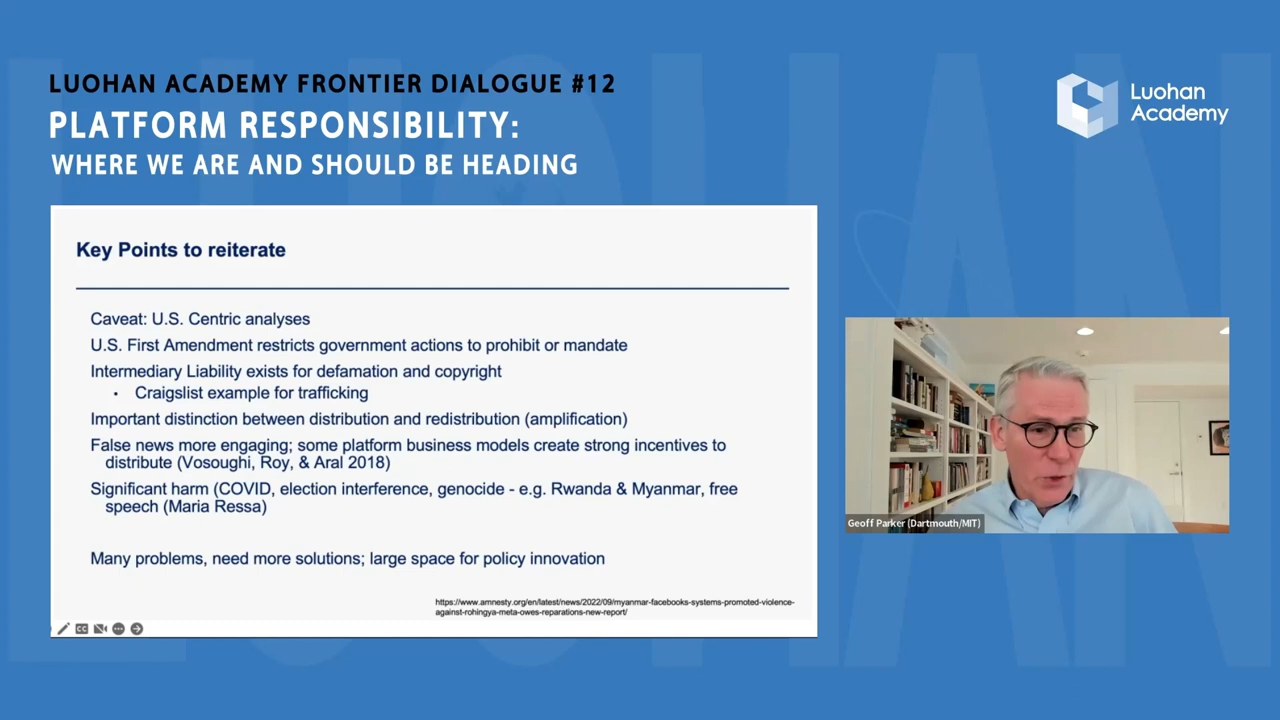 LUOHAN ACADEMY FRONTIER DIALOGUE #12
PLATFORM RESPONSIBILITY:
WHERE WE ARE AND SHOULD BE HEADING
Luohan
Academy
Key Points to reiterate
Caveat: U.S. Centric analyses
U.S. First Amendment restricts government actions to prohibit or mandate
Intermediary Liability exists for defamation and copyright
• Craigslist example for trafficking
Important distinction between distribution and redistribution (amplification)
False news more engaging; some platform business models create strong incentives to
distribute (Vosoughi, Roy, & Aral 2018)
Significant harm (COVID, election interference, genocide - e.g. Rwanda & Myanmar, free
speech (Maria Ressa)
Many problems, need more solutions; large space for policy innovation
https://www.amnesty.org/en/latest/news/2022/09/myanmar-facebooks-systems-promoted-violence-
against-rohingya-meta-owes-reparations-new-report/
CC
Geoff Parker (Dartmouth/MIT)